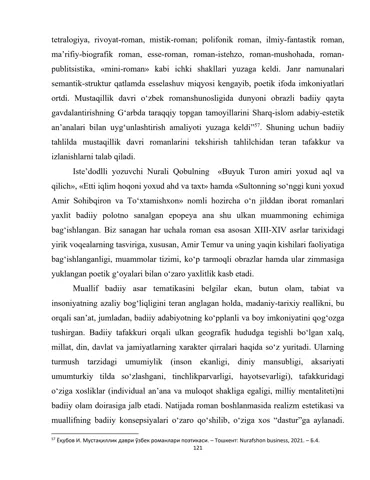 tetralogiya, rivoyat-roman, mistik-roman; polifonik roman, ilmiy-fantastik roman,
ma’rifiy-biografik roman, esse-roman, roman-istehzo, roman-mushohada, roman-
publitsistika, «mini-roman» kabi ichki shakllari yuzaga keldi. Janr namunalari
semantik-struktur qatlamda esselashuv miqyosi kengayib, poetik ifoda imkoniyatlari
ortdi. Mustaqillik davri o‘zbek romanshunosligida dunyoni obrazli badiiy qayta
gavdalantirishning G‘arbda taraqqiy topgan tamoyillarini Sharq-islom adabiy-estetik
an’analari bilan uyg‘unlashtirish amaliyoti yuzaga keldi”57. Shuning uchun badiiy
tahlilda mustaqillik davri romanlarini tekshirish tahlilchidan teran tafakkur va
izlanishlarni talab qiladi.
Iste’dodli yozuvchi Nurali Qobulning «Buyuk Turon amiri yoxud aql va
qilich», «Etti iqlim hoqoni yoxud ahd va taxt» hamda «Sultonning so‘nggi kuni yoxud
Amir Sohibqiron va To‘xtamishxon» nomli hozircha o‘n jilddan iborat romanlari
yaxlit badiiy polotno sanalgan epopeya ana shu ulkan muammoning echimiga
bag‘ishlangan. Biz sanagan har uchala roman esa asosan XIII-XIV asrlar tarixidagi
yirik voqealarning tasviriga, xususan, Amir Temur va uning yaqin kishilari faoliyatiga
bag‘ishlanganligi, muammolar tizimi, ko‘p tarmoqli obrazlar hamda ular zimmasiga
yuklangan poetik g‘oyalari bilan o‘zaro yaxlitlik kasb etadi.
Muallif badiiy asar tematikasini belgilar ekan, butun olam, tabiat va
insoniyatning azaliy bog‘liqligini teran anglagan holda, madaniy-tarixiy reallikni, bu
orqali san’at, jumladan, badiiy adabiyotning ko‘pplanli va boy imkoniyatini qog‘ozga
tushirgan. Badiiy tafakkuri orqali ulkan geografik hududga tegishli bo‘lgan xalq,
millat, din, davlat va jamiyatlarning xarakter qirralari haqida so‘z yuritadi. Ularning
turmush tarzidagi umumiylik (inson ekanligi, diniy mansubligi, aksariyati
umumturkiy tilda so‘zlashgani, tinchlikparvarligi, hayotsevarligi), tafakkuridagi
o‘ziga xosliklar (individual an’ana va muloqot shakliga egaligi, milliy mentaliteti)ni
badiiy olam doirasiga jalb etadi. Natijada roman boshlanmasida realizm estetikasi va
muallifning badiiy konsepsiyalari o‘zaro qo‘shilib, o‘ziga xos “dastur”ga aylanadi.
57 Ёқубов И. Мустақиллик даври ўзбек романлари поэтикаси. – Тошкент: Nurafshon business, 2021. – Б.4.
121